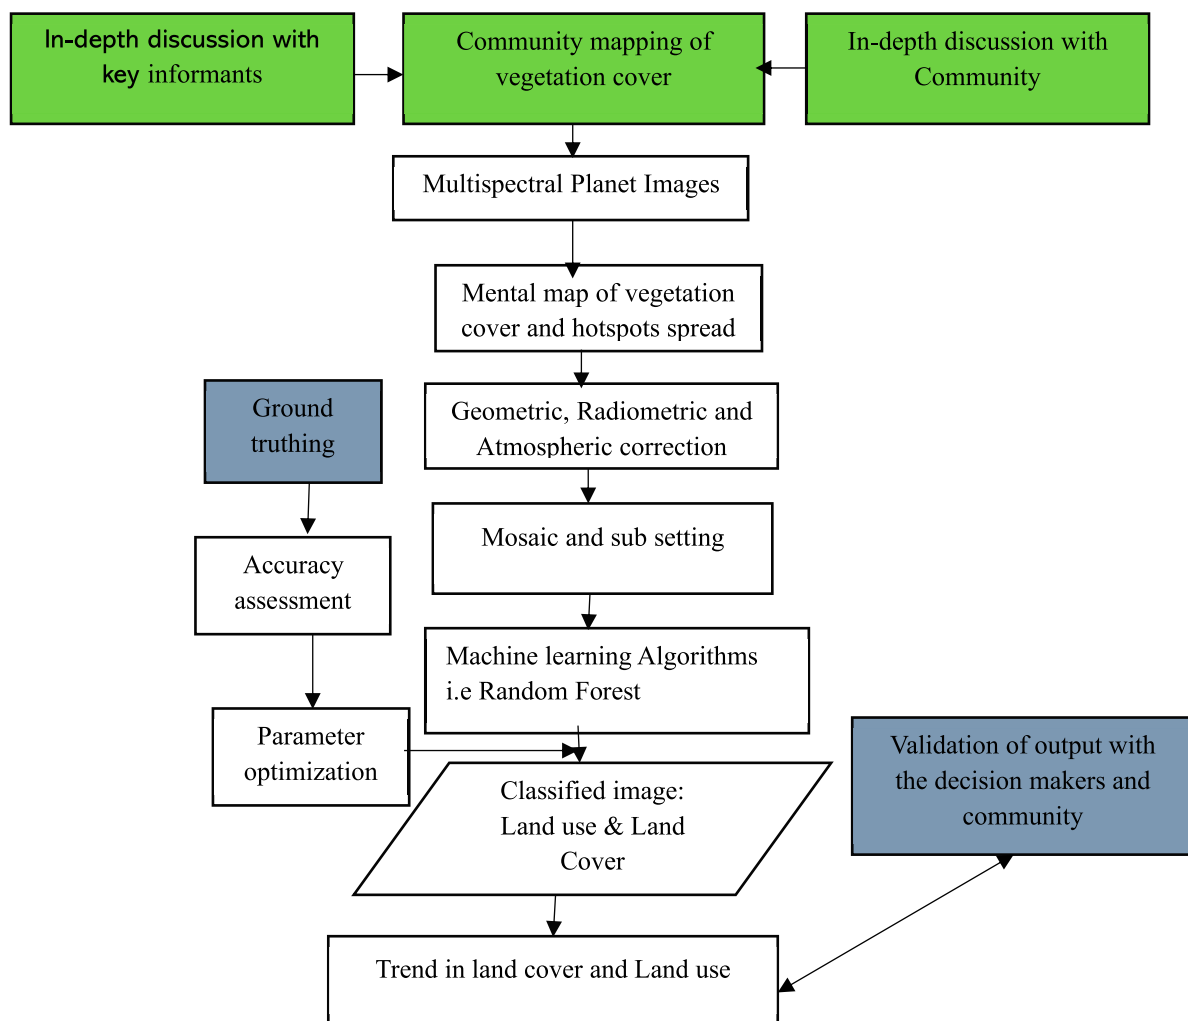 In-depth discussion with
key informants
Community mapping of
vegetation cover
In-depth discussion with
Community
Multispectral Planet Images
Mental map of vegetation
cover and hotspots spread
Ground
truthing
Geometric, Radiometric and
Atmospheric correction
Mosaic and sub setting
Accuracy
assessment
Machine learning Algorithms
i.e Random Forest
Parameter
optimization
Validation of output with
the decision makers and
community
Classified image:
Land use & Land
Cover
Trend in land cover and Land use